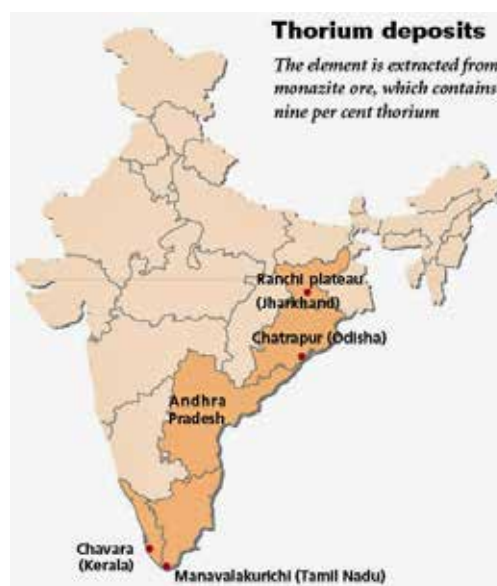 Thorium deposits
The element is extracted from
monazite ore, which contains
nine per cent thorium
Ranchi plateau
(Jharkhand)
Chatrapur (Odisha)
Andhra
Pradesh
Chavara
(Kerala)
Manavalakurichi (Tamil Nadu)